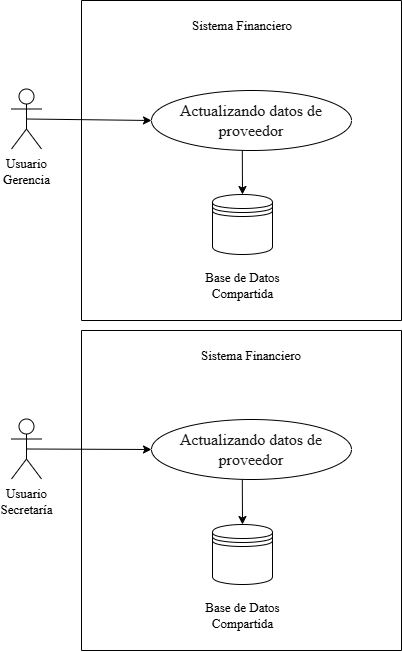 Sistema Financiero
Actualizando datos de
proveedor
Usuario
Gerencia
Base de Datos
Compartida
Sistema Financiero
Actualizando datos de
proveedor
Usuario
Secretaría
Base de Datos
Compartida